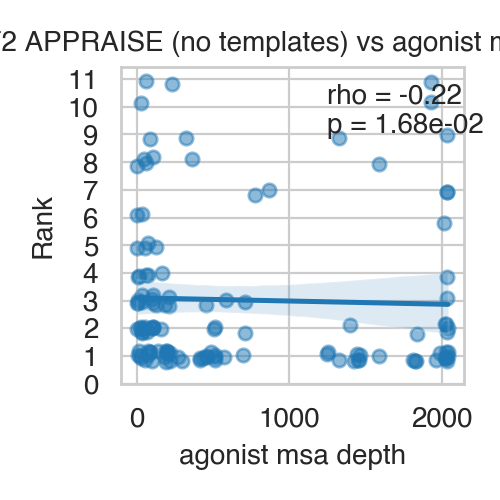 2 APPRAISE (no templates) vs agonist
rho = -0.22
p = 1.68e-02
11
10
9
8
7
6
5
4
3
2
1
0
Rank
0 1000 2000
agonist msa depth